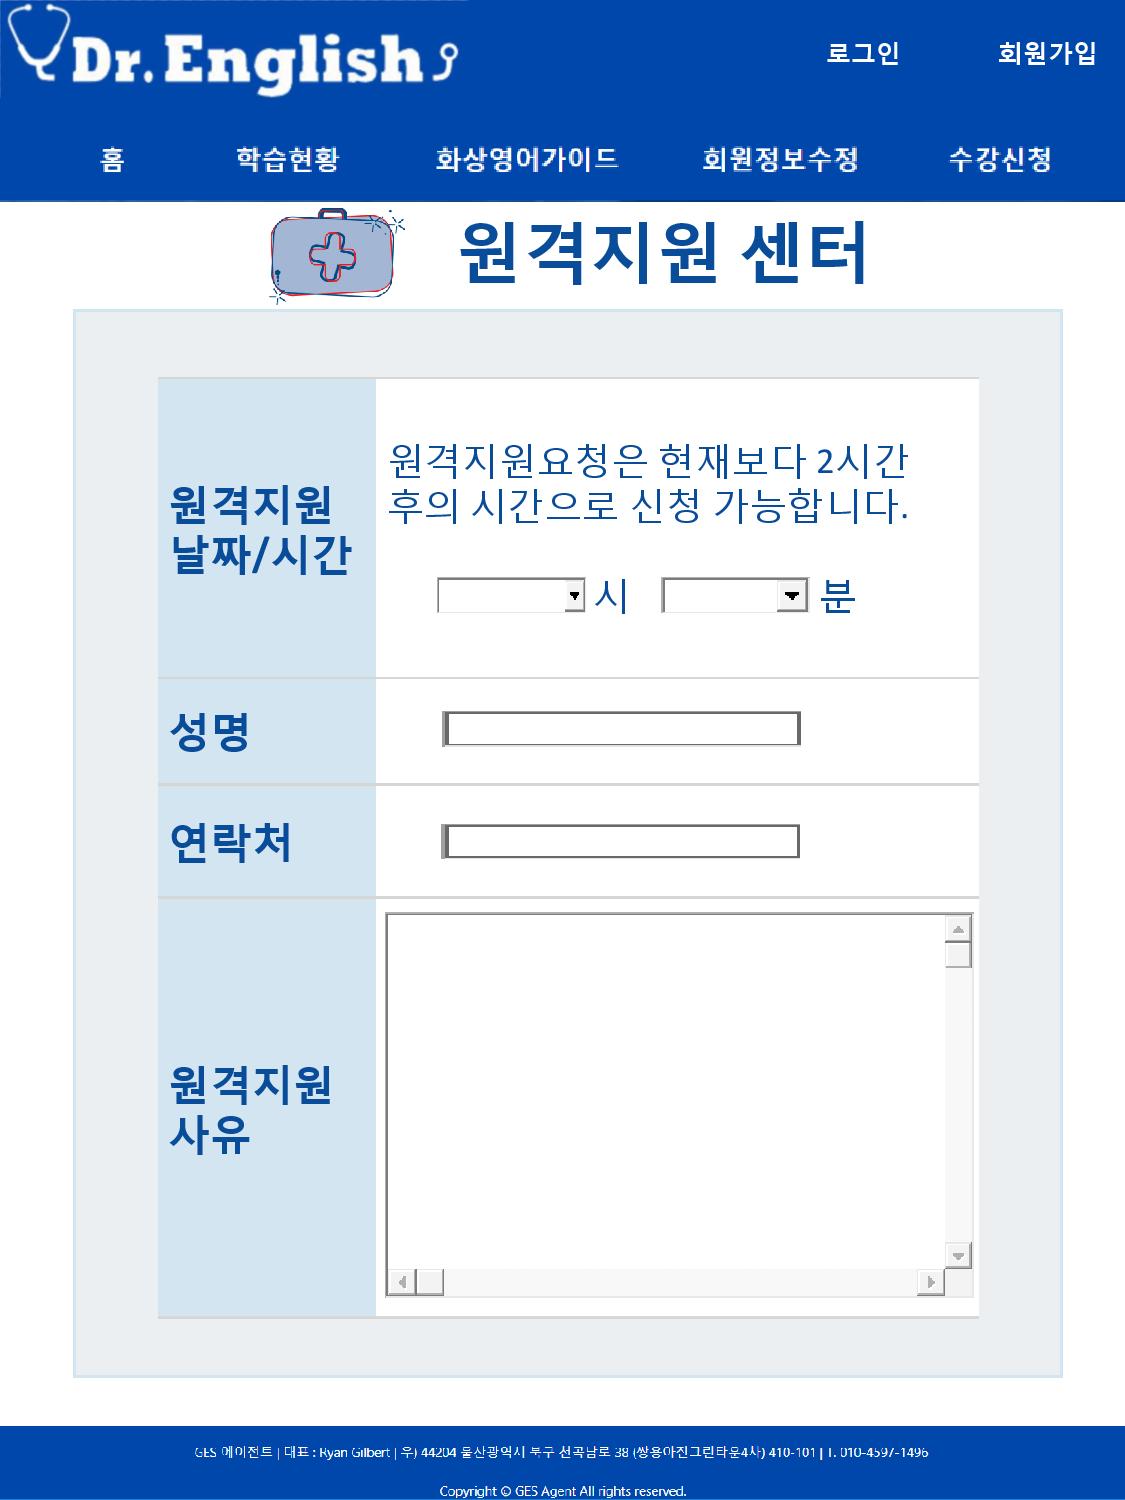 Dr. English
로그인 회원가입
홈 학습현황 화상영어가이드 회원정보수정 수강신청
원격지원 센터
원격지원
날짜/시간
원격지원요청은 현재보다 2시간
후의 시간으로 신청 가능합니다.
시 분
성명
연락처
원격지원
사유
GES 에이전트 | 대표 : Ryan Gilbert | 우) 44204 울산광역시 북구 천곡남로 38 (쌍용아진그린타운4차) 410-101 | T. 010-4597-1496
Copyright © GES Agent All rights reserved.